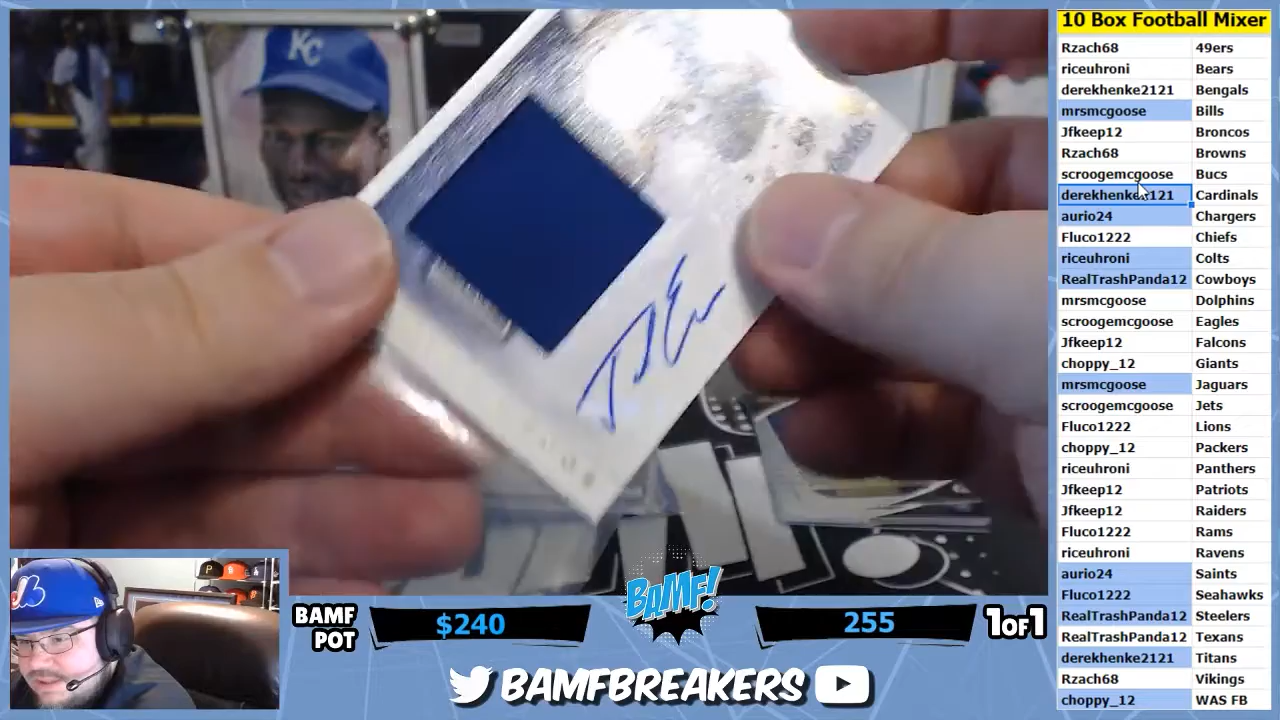 KC
10 Box Football Mixer
Rzach68 49ers
riceuhroni Bears
derekhenke2121 Bengals
mrsmcgoose Bills
Jfkeep12 Broncos
Rzach68 Browns
scroogemcgoose Bucs
derekhenke2121 Cardinals
aurio24 Chargers
Fluco1222 Chiefs
riceuhroni Colts
RealTrashPanda12 Cowboys
mrsmcgoose Dolphins
scroogemcgoose Eagles
Jfkeep12 Falcons
choppy_12 Giants
mrsmcgoose Jaguars
scroogemcgoose Jets
Fluco1222 Lions
choppy_12 Packers
riceuhroni Panthers
Jfkeep12 Patriots
Jfkeep12 Raiders
Fluco1222 Rams
riceuhroni Ravens
aurio24 Saints
Fluco1222 Seahawks
RealTrashPanda12 Steelers
RealTrashPanda12 Texans
derekhenke2121 Titans
Rzach68 Vikings
choppy_12 WAS FB
BAMF POT
$240
BAMF!
255
1OF1
BAMFBREAKERS